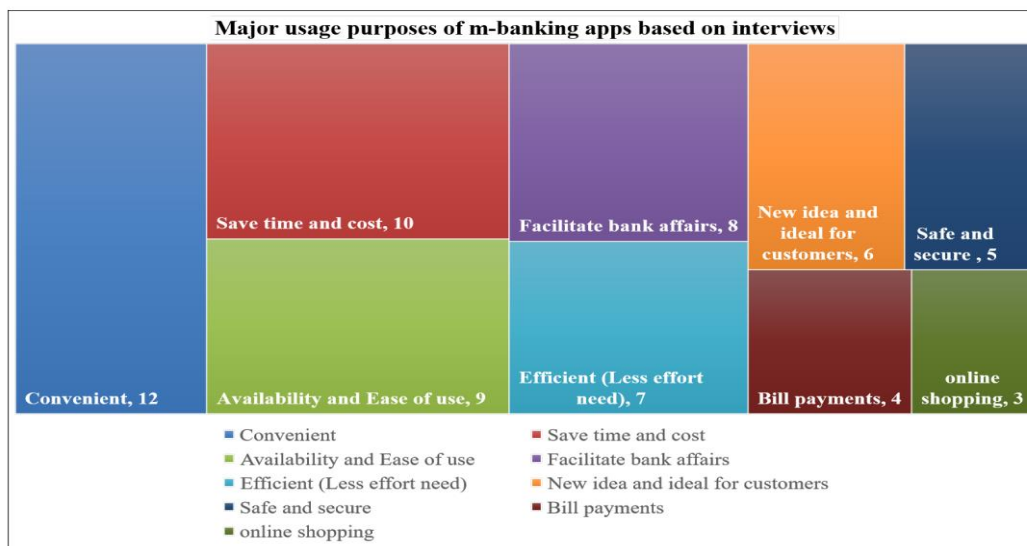 Major usage purposes of m-banking apps based on interviews
Convenient, 12
Save time and cost, 10
Availability and Ease of use, 9
Facilitate bank affairs, 8
Efficient (Less effort
need), 7
New idea and
ideal for
customers, 6
Safe and
secure , 5
Bill payments, 4
online
shopping, 3
Convenient
Save time and cost
Availability and Ease of use
Facilitate bank affairs
Efficient (Less effort need)
New idea and ideal for customers
Safe and secure
Bill payments
online shopping